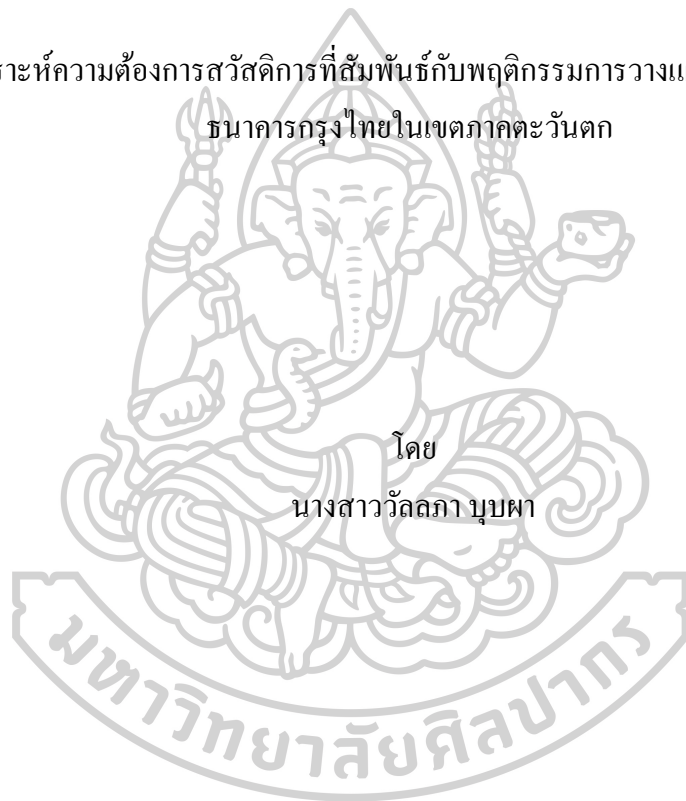 ราะห์ความต้องการสวัสดิการที่สัมพันธ์กับพฤติกรรมการวางแ
ธนาคารกรุงไทยในเขตภาคตะวันตก
โดย
นางสาววัลลภา บุบผา
มหาวิทยาลัยศิลปากร